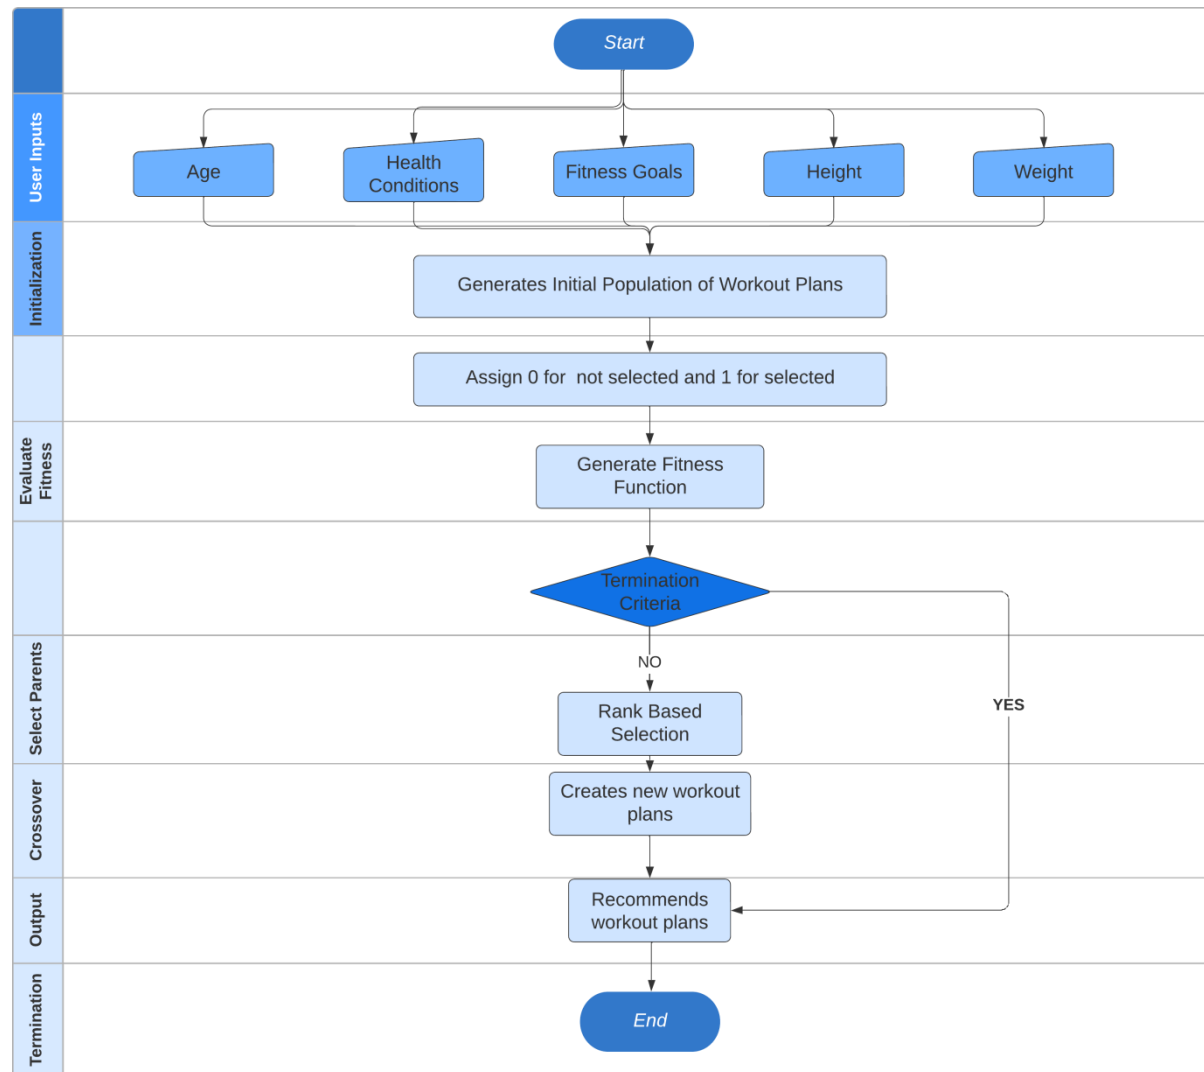 Start
User Inputs
Age
Health
Conditions
Fitness Goals
Height
Weight
Initialization
Generates Initial Population of Workout Plans
Assign 0 for  not selected and 1 for selected
Evaluate
Fitness
Generate Fitness
Function
Termination
Criteria
Select Parents
NO
Rank Based
Selection
YES
Crossover
Creates new workout
plans
Output
Recommends
workout plans
Termination
End